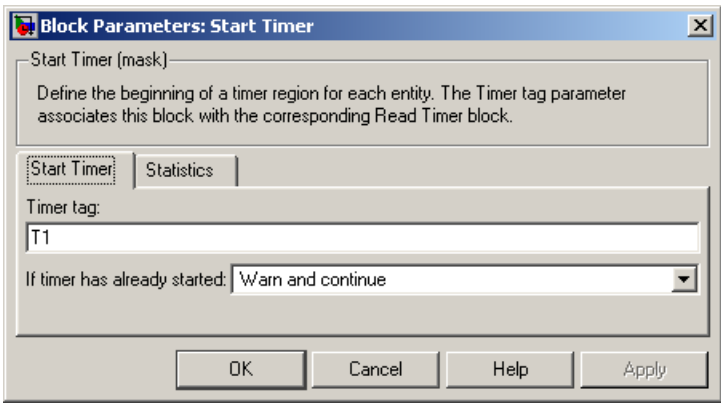 Block Parameters: Start Timer
Start Timer (mask)
Define the beginning of a timer region for each entity. The Timer tag parameter
associates this block with the corresponding Read Timer block.
Start Timer Statistics
Timer tag:
T1
If timer has already started: Warn and continue
OK Cancel Help Apply